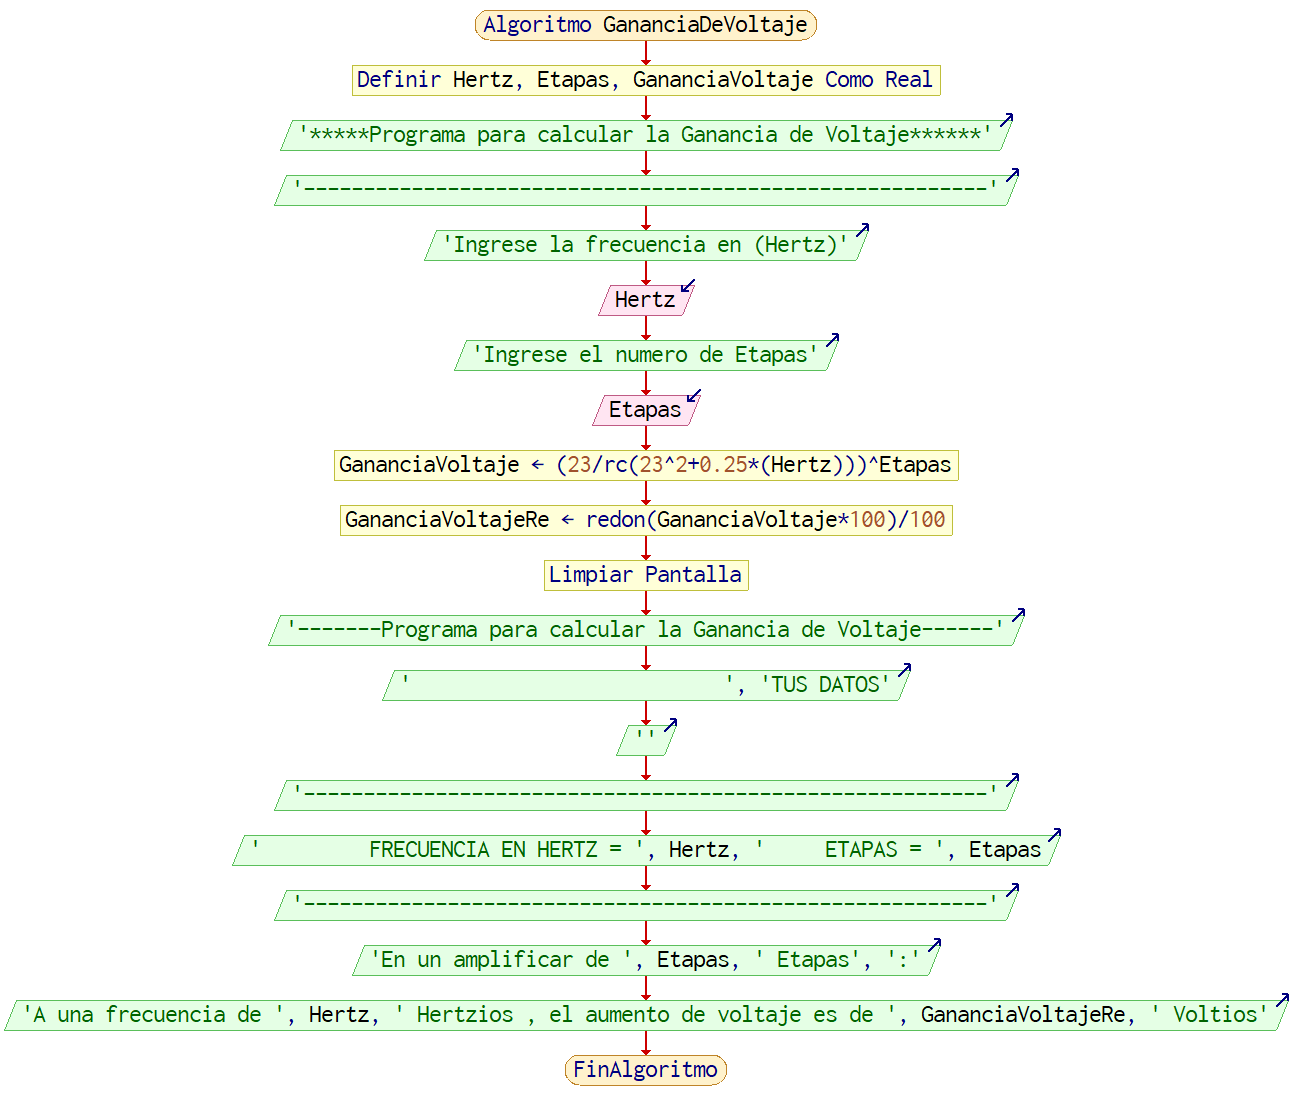 Algoritmo GananciaDeVoltaje
Definir Hertz, Etapas, GananciaVoltaje Como Real
'*****Programa para calcular la Ganancia de Voltaje******'
'---------------------------------------------------------'
'Ingrese la frecuencia en (Hertz)'
Hertz
'Ingrese el numero de Etapas'
Etapas
GananciaVoltaje ← (23/rc(23^2+0.25*(Hertz)))^Etapas
GananciaVoltajeRe ← redon(GananciaVoltaje*100)/100
Limpiar Pantalla
'-------Programa para calcular la Ganancia de Voltaje------'
'                          ', 'TUS DATOS'
''
'---------------------------------------------------------'
'         FRECUENCIA EN HERTZ = ', Hertz, '     ETAPAS = ', Etapas
'---------------------------------------------------------'
'En un amplificar de ', Etapas, ' Etapas', ':'
'A una frecuencia de ', Hertz, ' Hertzios , el aumento de voltaje es de ', GananciaVoltajeRe, ' Voltios'
FinAlgoritmo